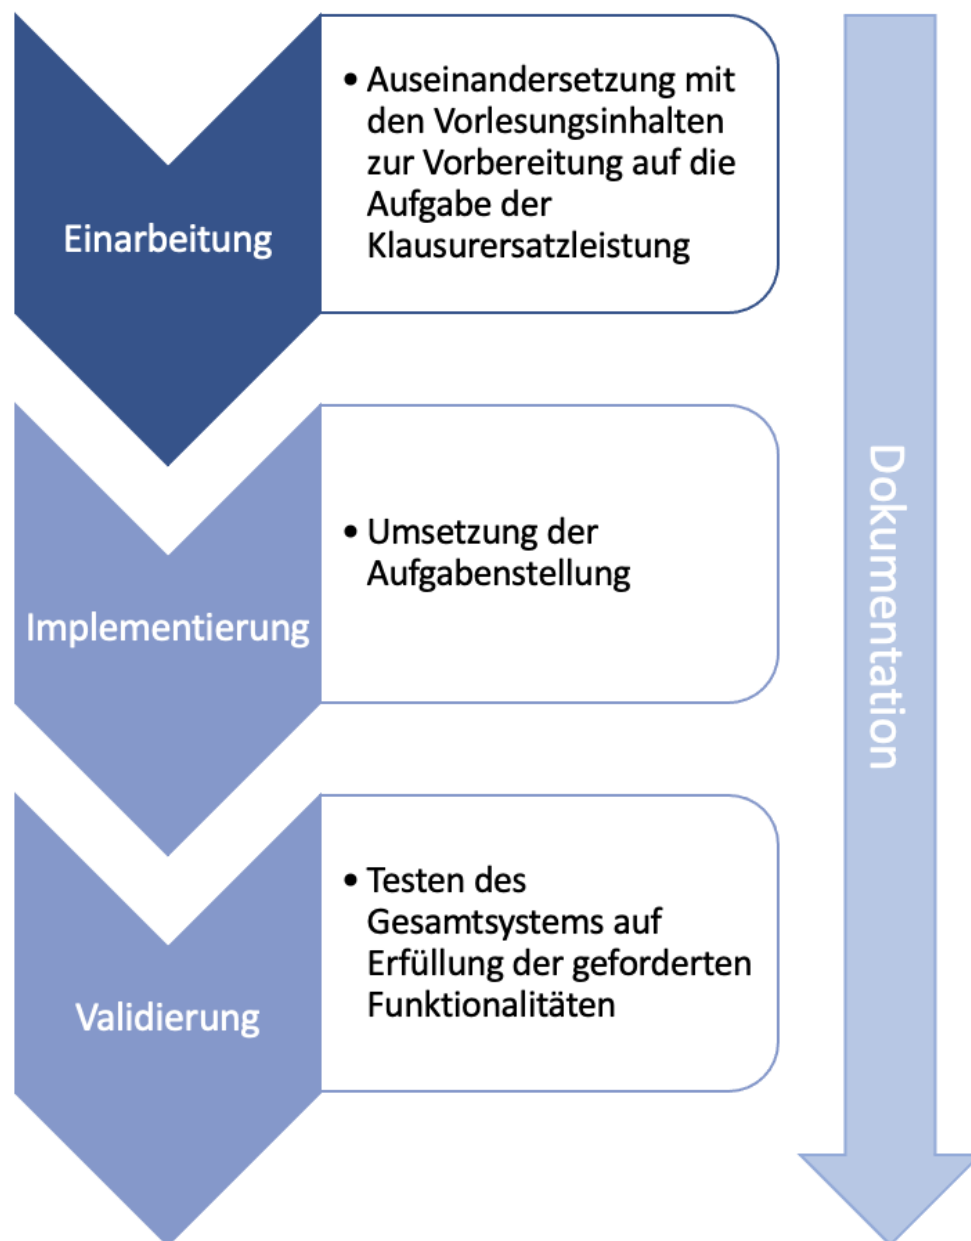 Einarbeitung
• Auseinandersetzung mit
den Vorlesungsinhalten
zur Vorbereitung auf die
Aufgabe der
Klausurersatzleistung
Implementierung
• Umsetzung der
Aufgabenstellung
Validierung
• Testen des
Gesamtsystems auf
Erfüllung der geforderten
Funktionalitäten
Dokumentation